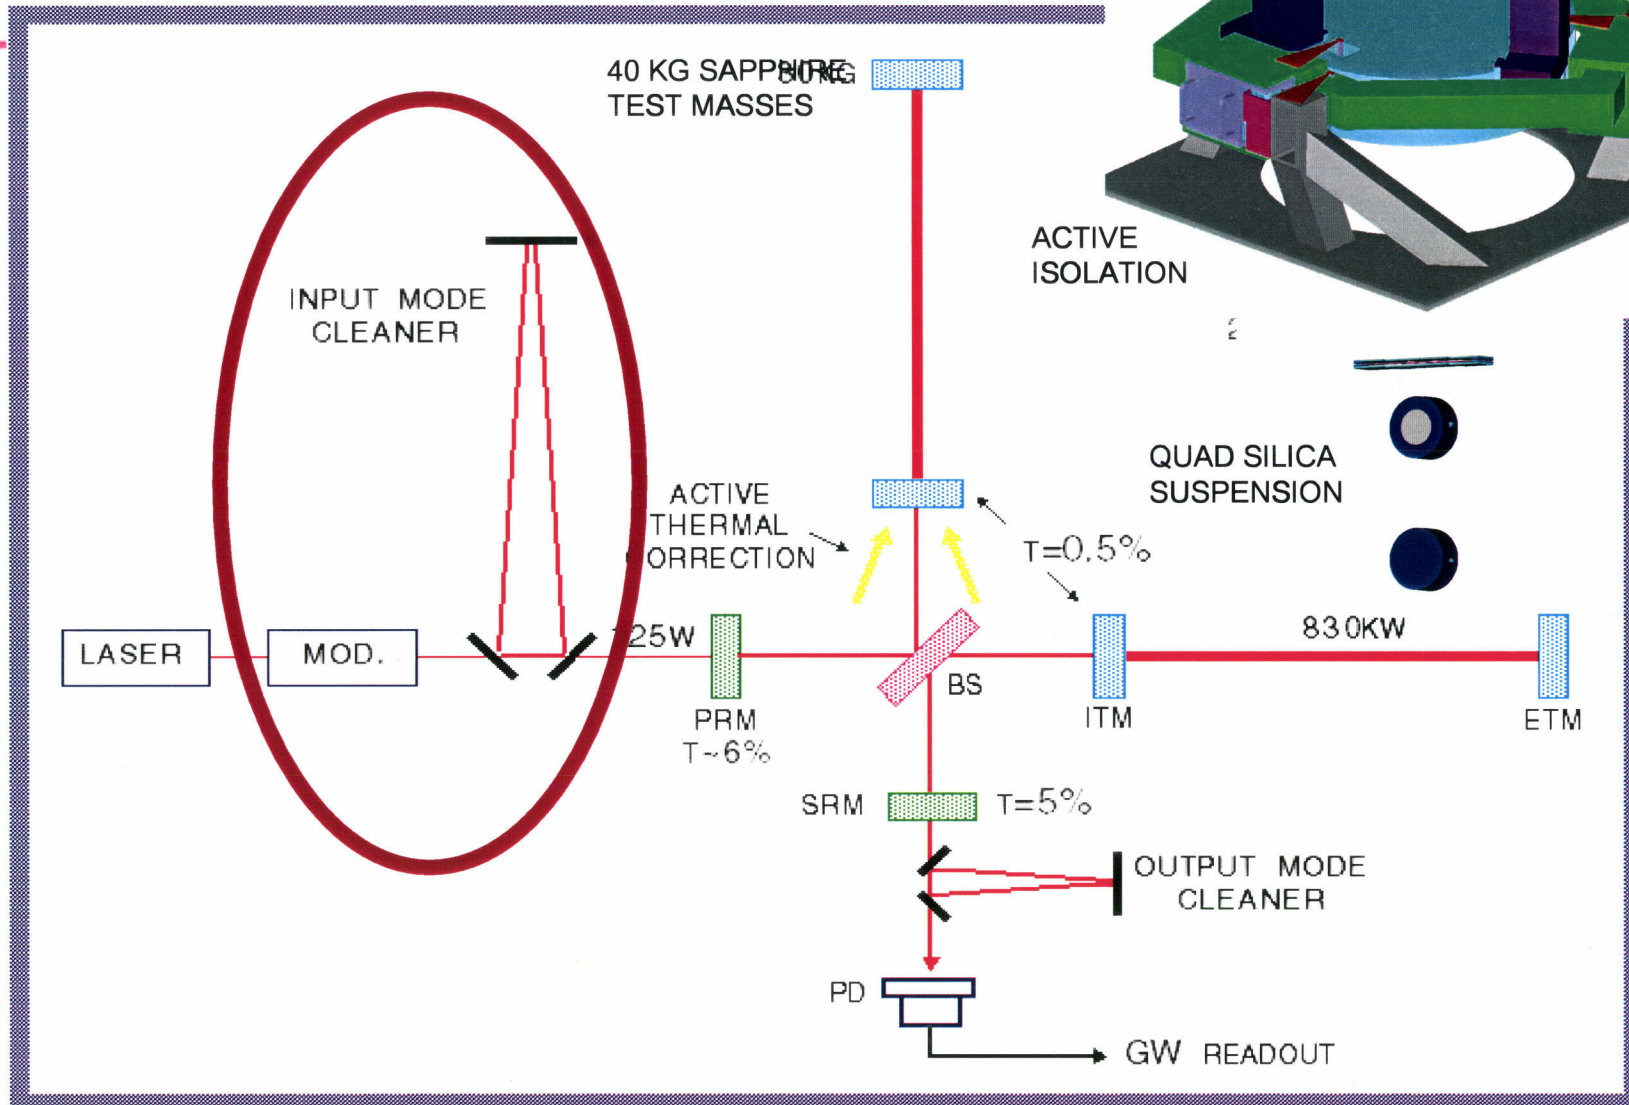 40 KG SAPPHIRE
TEST MASSES
ACTIVE
ISOLATION
INPUT MODE
CLEANER
QUAD SILICA
SUSPENSION
ACTIVE
THERMAL
CORRECTION
T=0.5%
LASER
MOD.
125W
PRM
T~6%
BS
ITM
830KW
ETM
SRM
T=5%
OUTPUT MODE
CLEANER
PD
GW READOUT